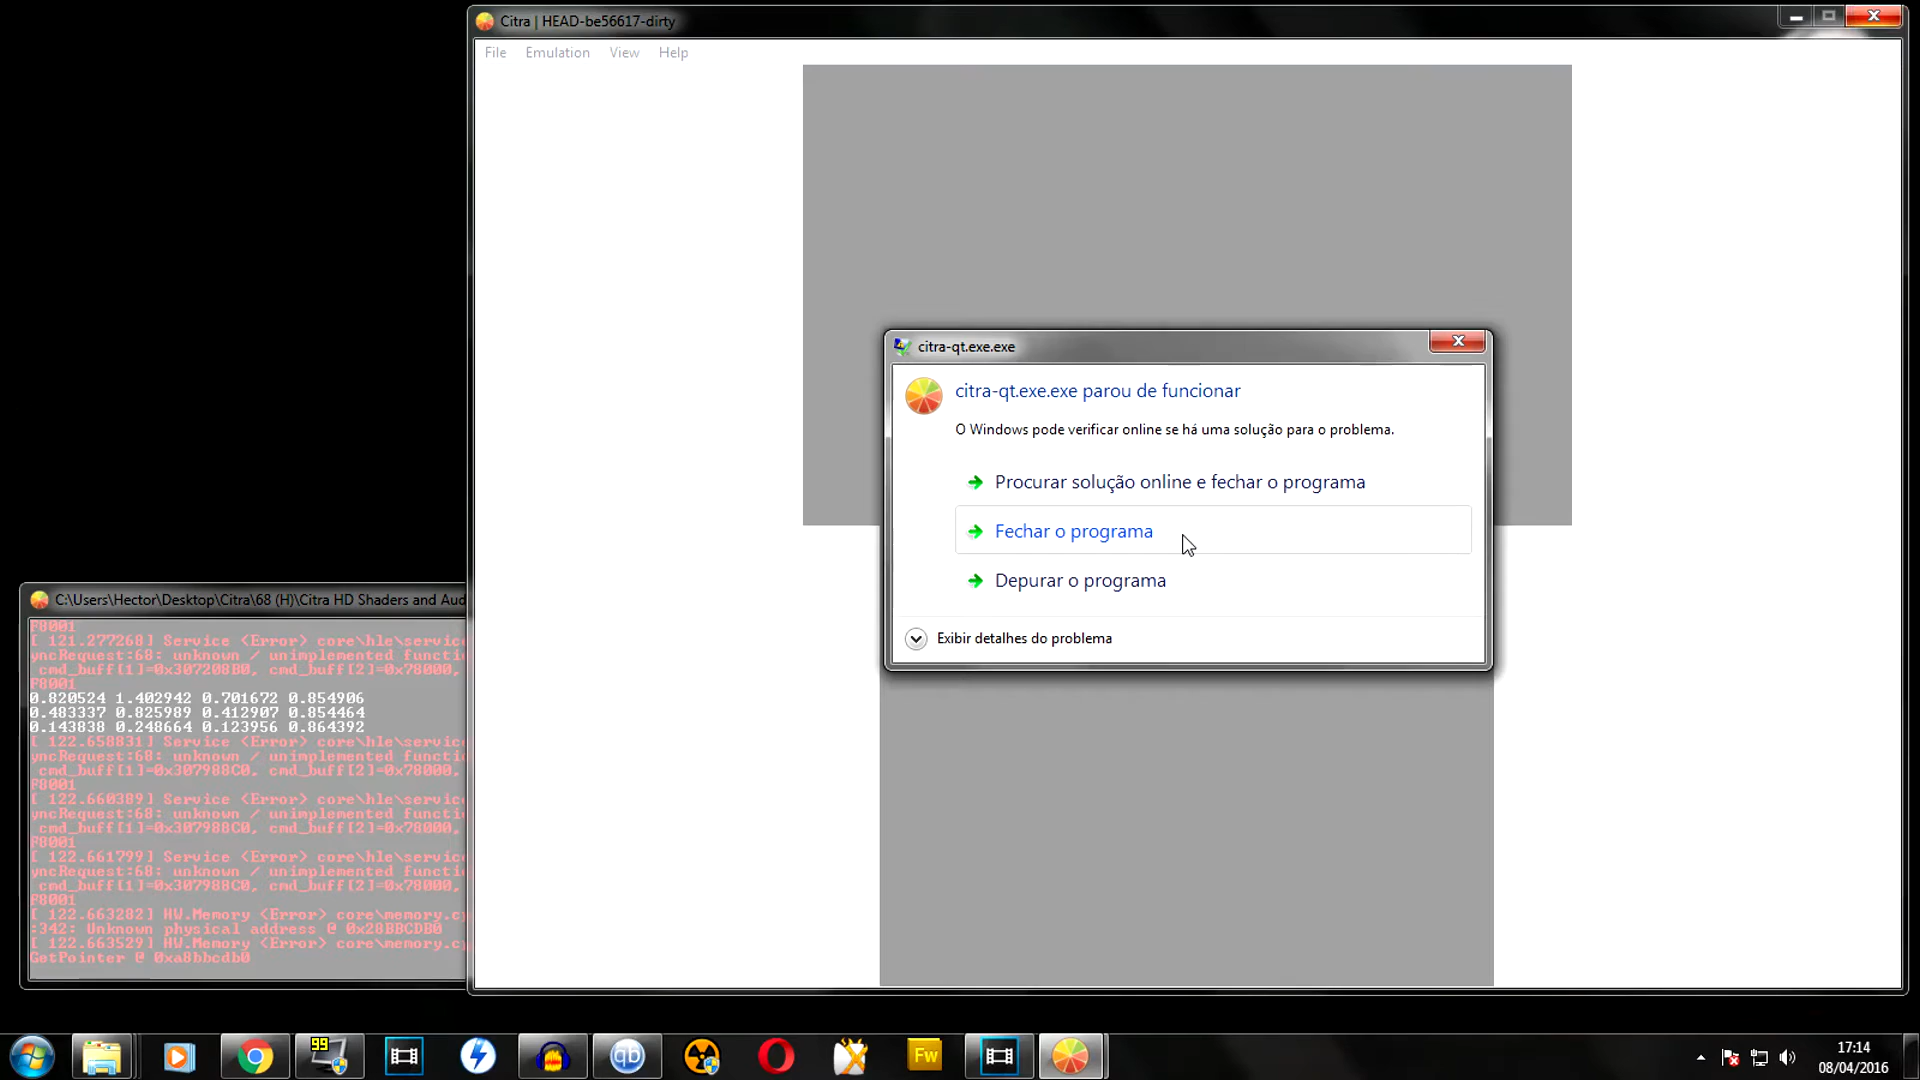 Citra | HEAD-be56617-dirty
File Emulation View Help
citra-qt.exe.exe
citra-qt.exe.exe parou de funcionar
O Windows pode verificar online se há uma solução para o problema.
Procurar solução online e fechar o programa
Fechar o programa
Depurar o programa
Exibir detalhes do problema
C:\Users\Hector\Desktop\Citra\68 (H)\Citra HD Shaders and Aud
F8001
[ 121.277268] Service <Error> core\hle\service
yncRequest:68: unknown / unimplemented functi
cmd_buff[1]=0x307208B0, cmd_buff[2]=0x78000,
F8001
0.820524 1.402942 0.701672 0.854906
0.483337 0.825989 0.412907 0.854464
0.143838 0.248664 0.123956 0.864392
[ 122.658831] Service <Error> core\hle\service
yncRequest:68: unknown / unimplemented functi
cmd_buff[1]=0x307988C0, cmd_buff[2]=0x78000,
F8001
[ 122.660389] Service <Error> core\hle\service
yncRequest:68: unknown / unimplemented functi
cmd_buff[1]=0x307988C0, cmd_buff[2]=0x78000,
F8001
[ 122.661799] Service <Error> core\hle\service
yncRequest:68: unknown / unimplemented functi
cmd_buff[1]=0x307988C0, cmd_buff[2]=0x78000,
F8001
[ 122.663282] HW.Memory <Error> core\memory.cp
:342: Unknown physical address @ 0x28BBCDB0
[ 122.663529] HW.Memory <Error> core\memory.cp
GetPointer @ 0xa8bbcdb0
99
qb
Fw
17:14
08/04/2016